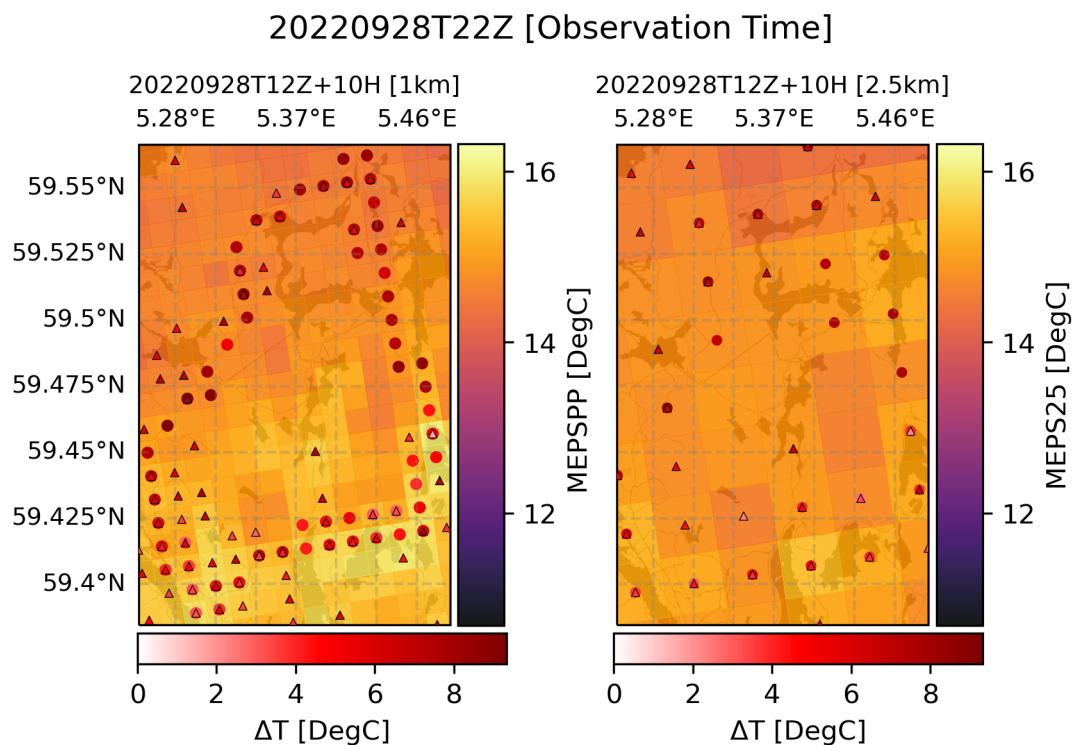 20220928T22Z [Observation Time]
20220928T12Z+10H [1km]
20220928T12Z+10H [2.5km]
5.28°E 5.37°E 5.46°E
5.28°E 5.37°E 5.46°E
59.55°N
59.525°N
59.5°N
59.475°N
59.45°N
59.425°N
59.4°N
16
14
12
MEPSPP [DegC]
16
14
12
MEPS25 [DegC]
0 2 4 6 8
ΔT [DegC]
0 2 4 6 8
ΔT [DegC]